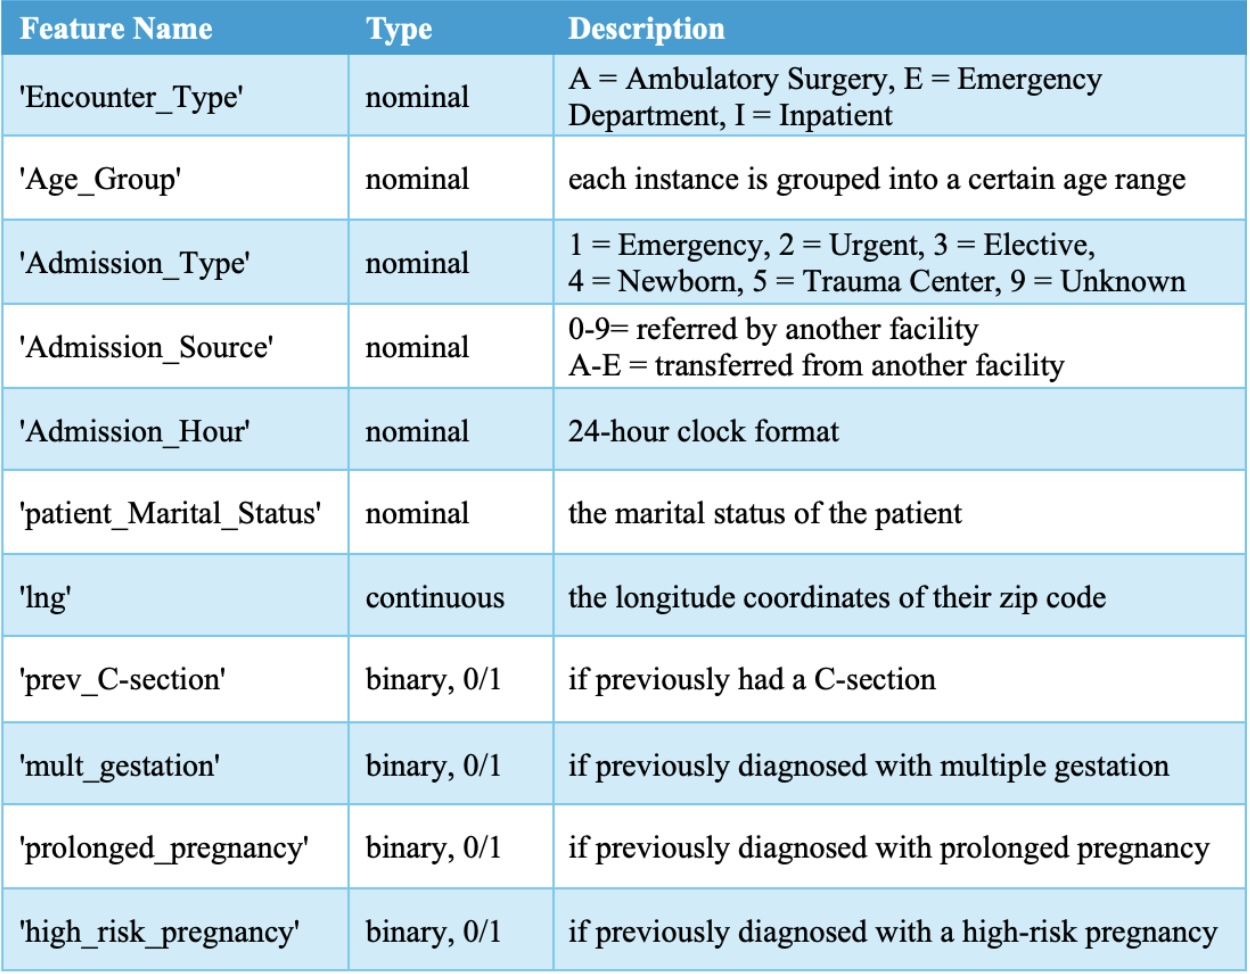 Feature Name Type Description
'Encounter_Type' nominal A = Ambulatory Surgery, E = Emergency
Department, I = Inpatient
'Age_Group' nominal each instance is grouped into a certain age range
'Admission_Type' nominal 1 = Emergency, 2 = Urgent, 3 = Elective,
4 = Newborn, 5 = Trauma Center, 9 = Unknown
'Admission_Source' nominal 0-9= referred by another facility
A-E = transferred from another facility
'Admission_Hour' nominal 24-hour clock format
'patient_Marital_Status' nominal the marital status of the patient
'lng' continuous the longitude coordinates of their zip code
'prev_C-section' binary, 0/1 if previously had a C-section
'mult_gestation' binary, 0/1 if previously diagnosed with multiple gestation
'prolonged_pregnancy' binary, 0/1 if previously diagnosed with prolonged pregnancy
'high_risk_pregnancy' binary, 0/1 if previously diagnosed with a high-risk pregnancy